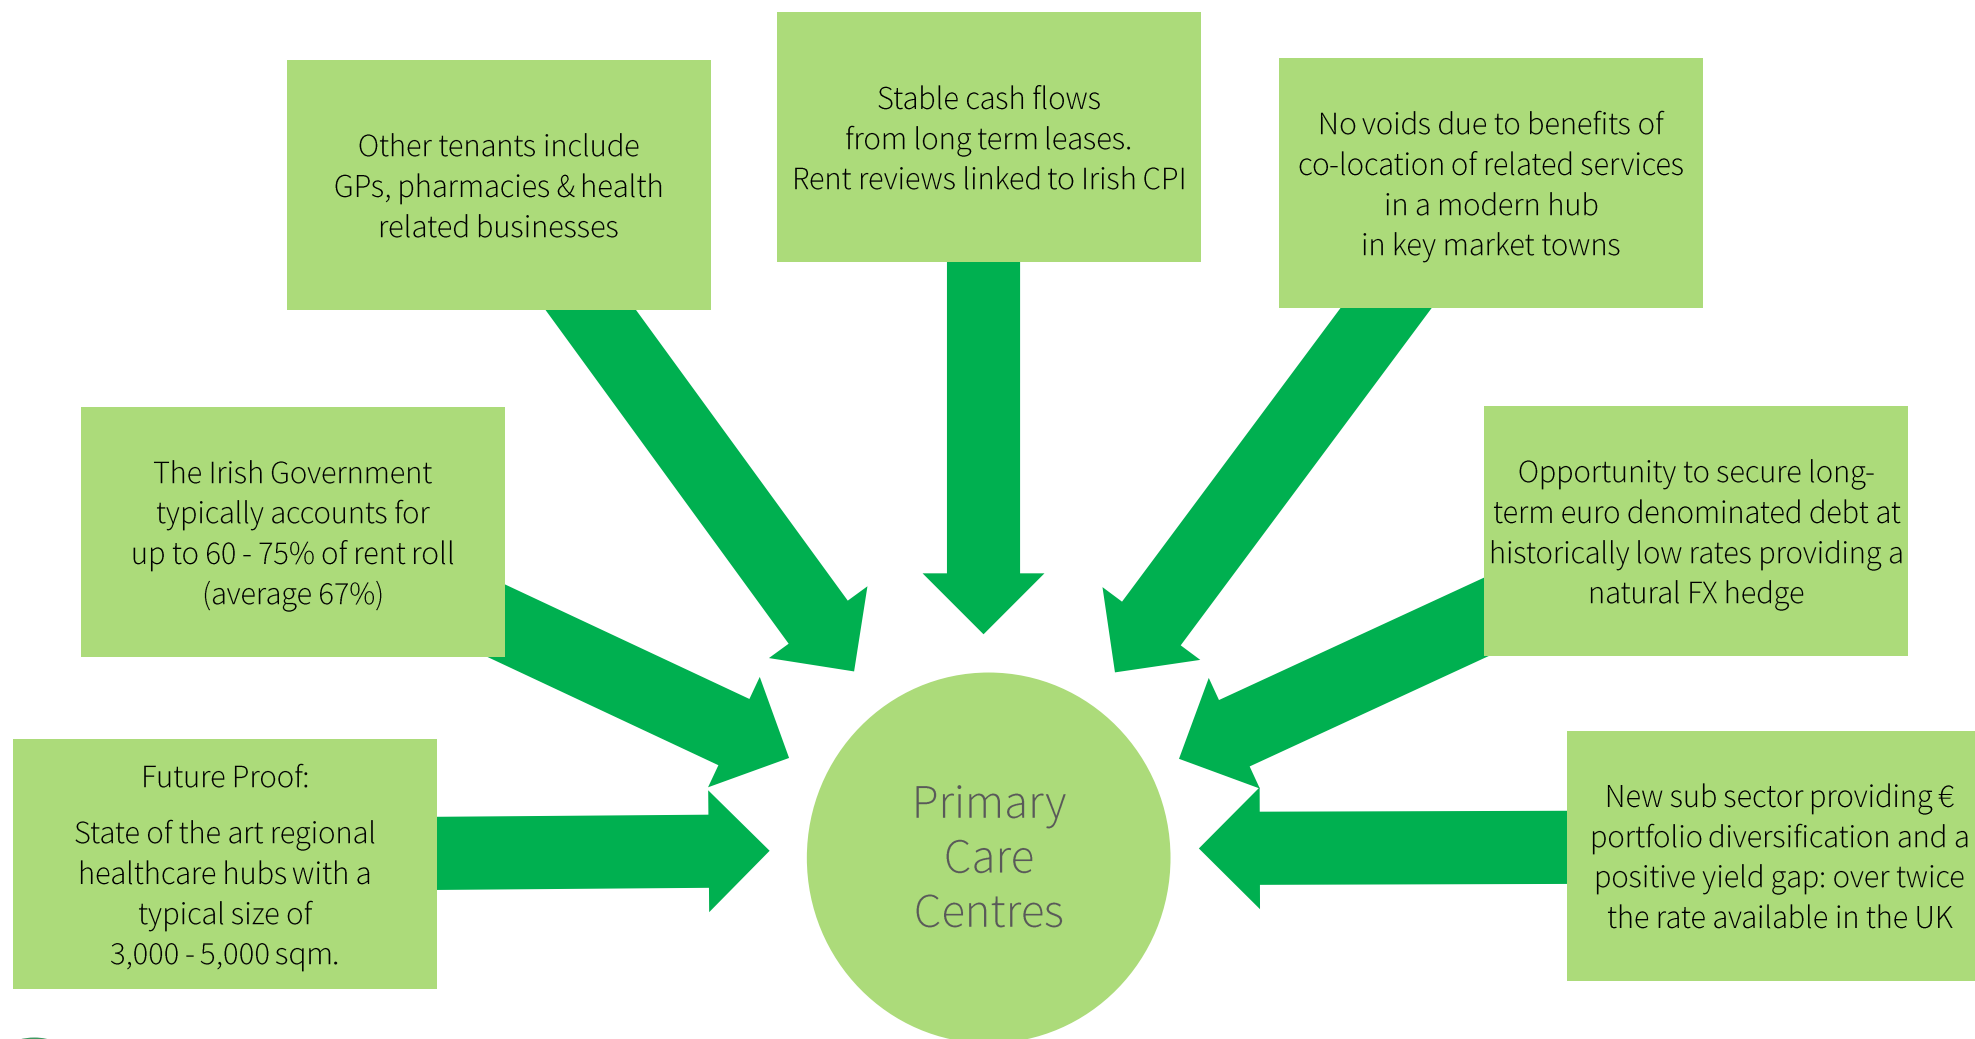 Stable cash flows
from long term leases.
Rent reviews linked to Irish CPI
Other tenants include
GPs, pharmacies & health
related businesses
No voids due to benefits of
co-location of related services
in a modern hub
in key market towns
The Irish Government
typically accounts for
up to 60 - 75% of rent roll
(average 67%)
Opportunity to secure long-
term euro denominated debt at
historically low rates providing a
natural FX hedge
Future Proof:
State of the art regional
healthcare hubs with a
typical size of
3,000 - 5,000 sqm.
Primary
Care
Centres
New sub sector providing €
portfolio diversification and a
positive yield gap: over twice
the rate available in the UK